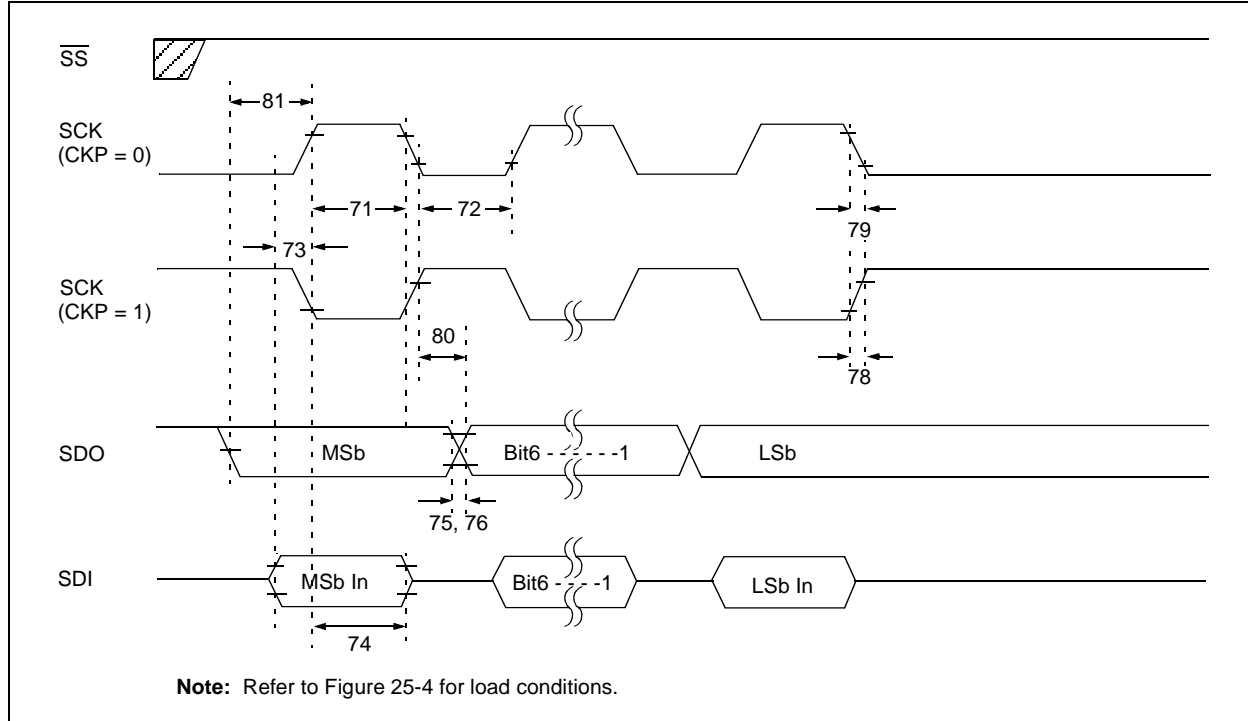 SS
81
SCK
(CKP = 0)
71
72
79
73
SCK
(CKP = 1)
80
78
SDO
MSb
Bit6 - - - - - -1
LSb
75, 76
SDI
MSb In
Bit6 - - - -1
LSb In
74
Note: Refer to Figure 25-4 for load conditions.